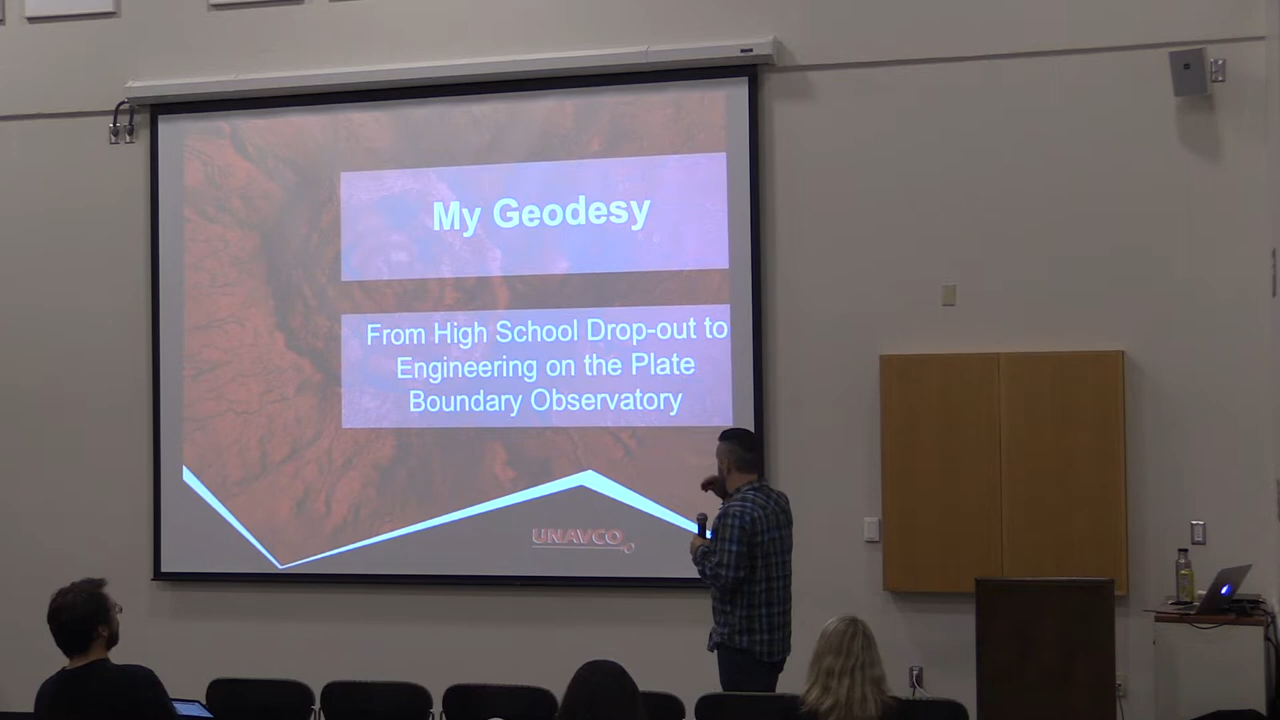 My Geodesy
From High School Drop-out to
Engineering on the Plate
Boundary Observatory
UNAVCO